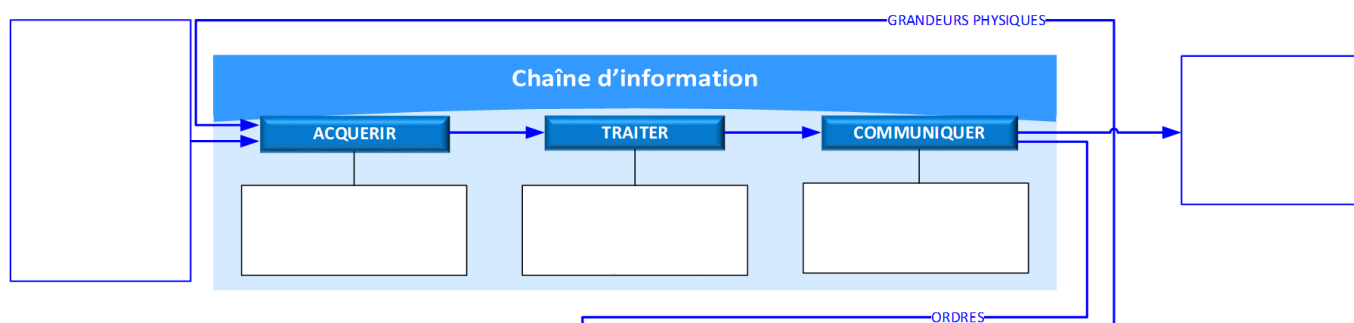 GRANDEURS PHYSIQUES
Chaîne d'information
ACQUERIR
TRAITER
COMMUNIQUER
ORDRES